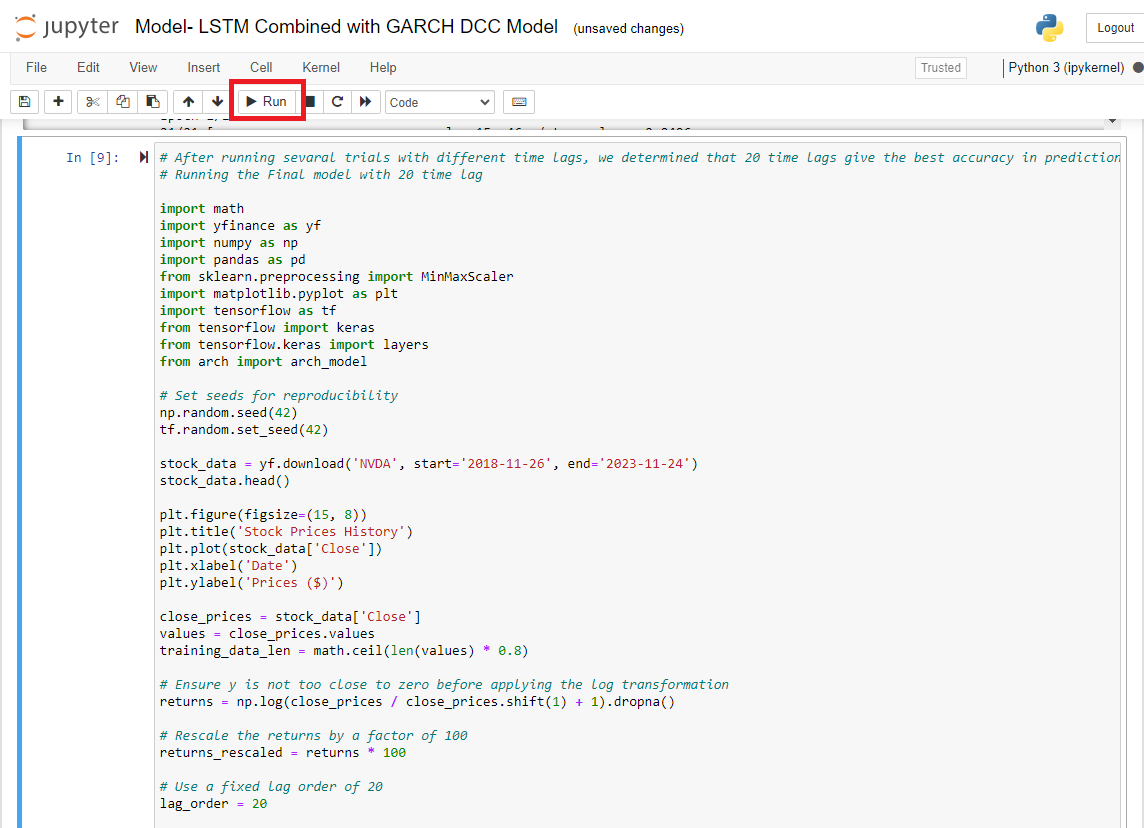 jupyter Model- LSTM Combined with GARCH DCC Model (unsaved changes) Logout
File Edit View Insert Cell Kernel Help Trusted Python 3 (ipykernel)
Run Code
In [9]: # After running sevaral trials with different time lags, we determined that 20 time lags give the best accuracy in prediction
# Running the Final model with 20 time lag
import math
import yfinance as yf
import numpy as np
import pandas as pd
from sklearn.preprocessing import MinMaxScaler
import matplotlib.pyplot as plt
import tensorflow as tf
from tensorflow import keras
from tensorflow.keras import layers
from arch import arch_model
# Set seeds for reproducibility
np.random.seed(42)
tf.random.set_seed(42)
stock_data = yf.download('NVDA', start='2018-11-26', end='2023-11-24')
stock_data.head()
plt.figure(figsize=(15, 8))
plt.title('Stock Prices History')
plt.plot(stock_data['Close'])
plt.xlabel('Date')
plt.ylabel('Prices ($)')
close_prices = stock_data['Close']
values = close_prices.values
training_data_len = math.ceil(len(values) * 0.8)
# Ensure y is not too close to zero before applying the log transformation
returns = np.log(close_prices / close_prices.shift(1) + 1).dropna()
# Rescale the returns by a factor of 100
returns_rescaled = returns * 100
# Use a fixed lag order of 20
lag_order = 20